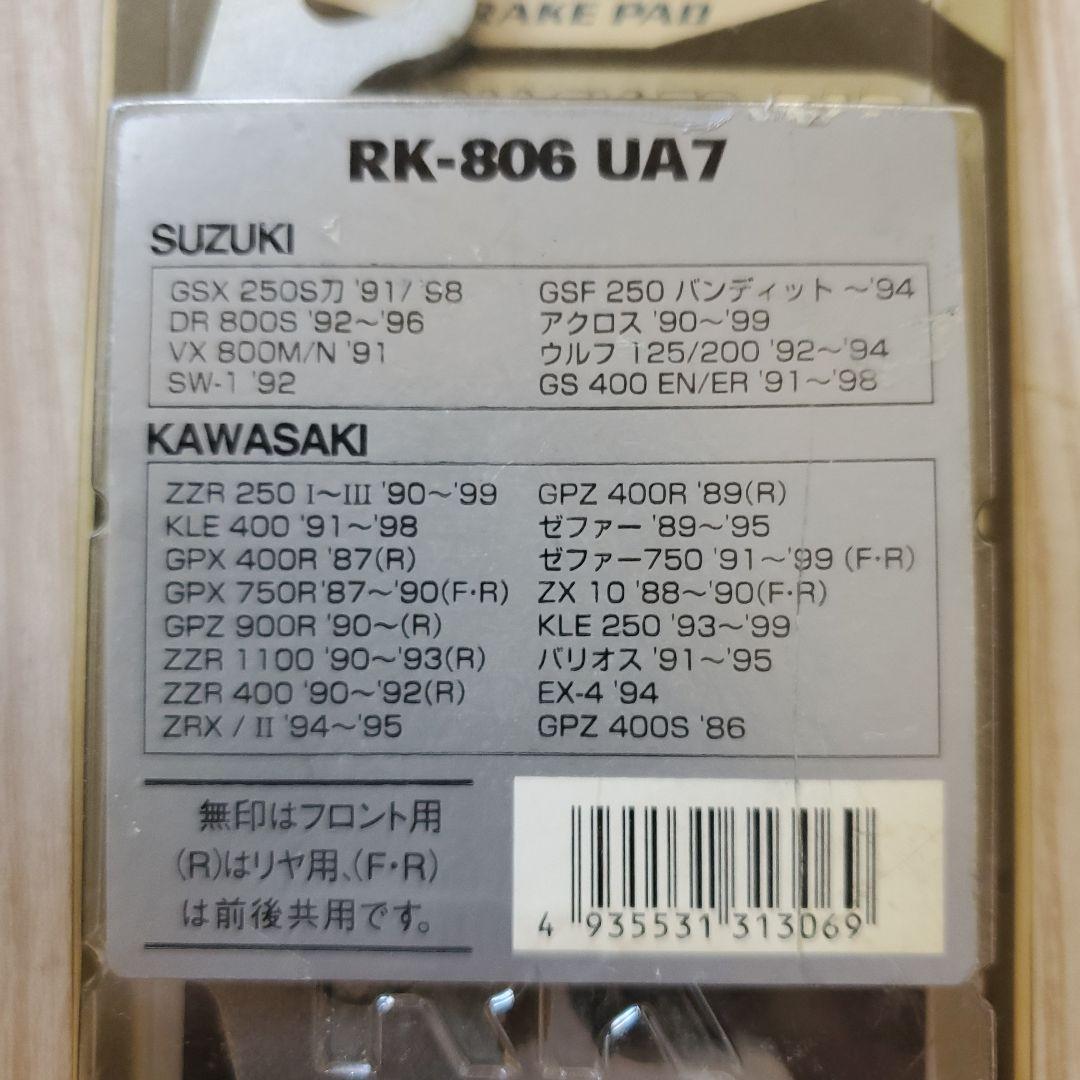 BRAKE PAD
RK-806 UA7
SUZUKI
GSX 250S刀 '91/'S8
DR 800S '92～'96
VX 800M/N '91
SW-1 '92
GSF 250 バンディット ～'94
アクロス '90～'99
ウルフ 125/200 '92～'94
GS 400 EN/ER '91～'98
KAWASAKI
ZZR 250 I～III '90～'99
KLE 400 '91～'98
GPX 400R '87(R)
GPX 750R'87～'90(F·R)
GPZ 900R '90～(R)
ZZR 1100 '90～'93(R)
ZZR 400 '90～'92(R)
ZRX / II '94～'95
GPZ 400R '89(R)
ゼファー '89～'95
ゼファー750 '91～'99 (F·R)
ZX 10 '88～'90(F·R)
KLE 250 '93～'99
バリオス '91～'95
EX-4 '94
GPZ 400S '86
無印はフロント用
(R)はリヤ用、(F·R)
は前後共用です。
4 935531 313069